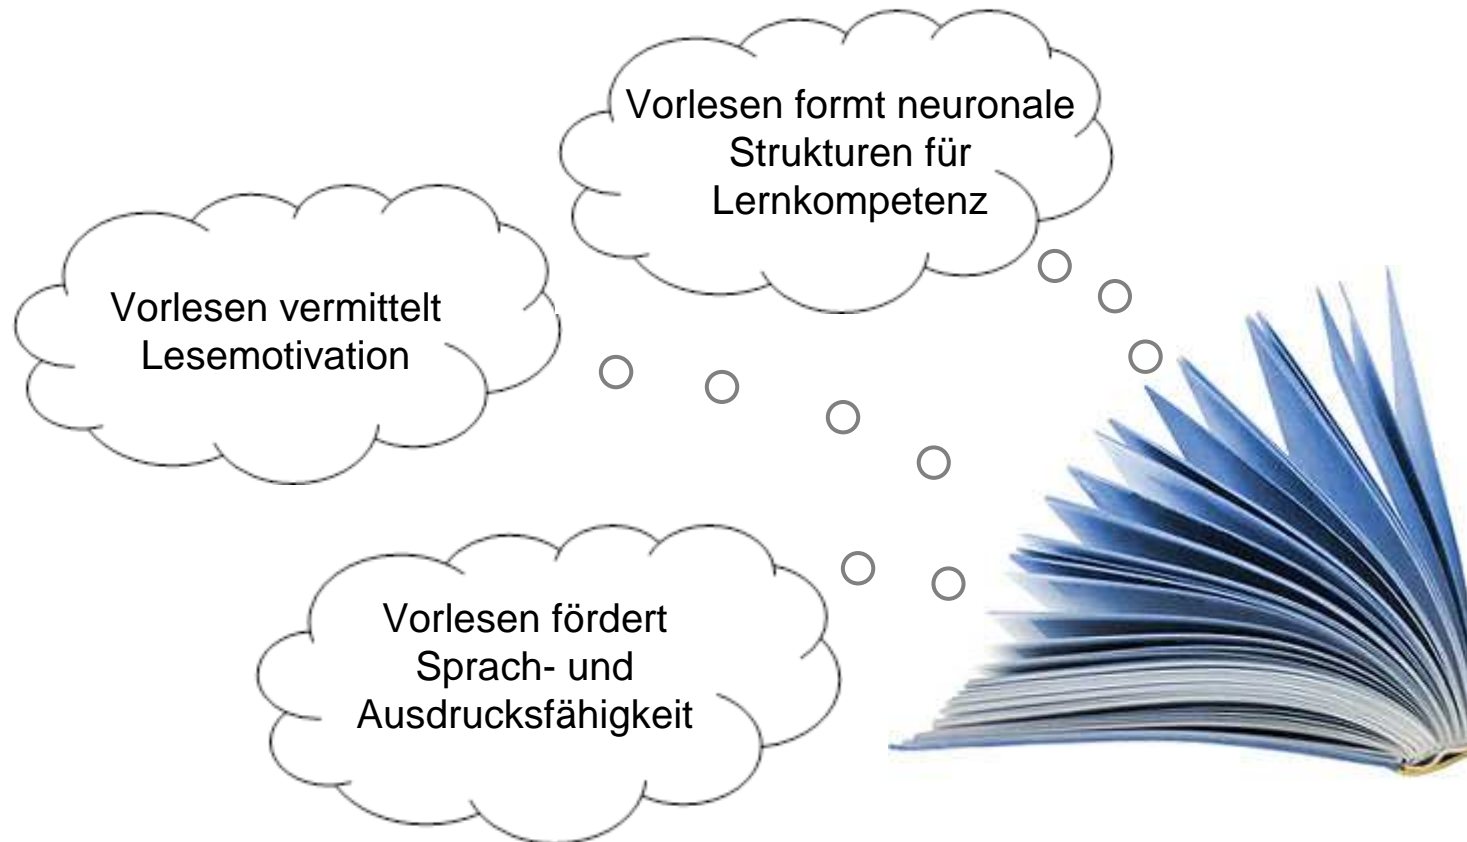 Vorlesen formt neuronale
Strukturen für
Lernkompetenz
Vorlesen vermittelt
Lesemotivation
Vorlesen fördert
Sprach- und
Ausdrucksfähigkeit